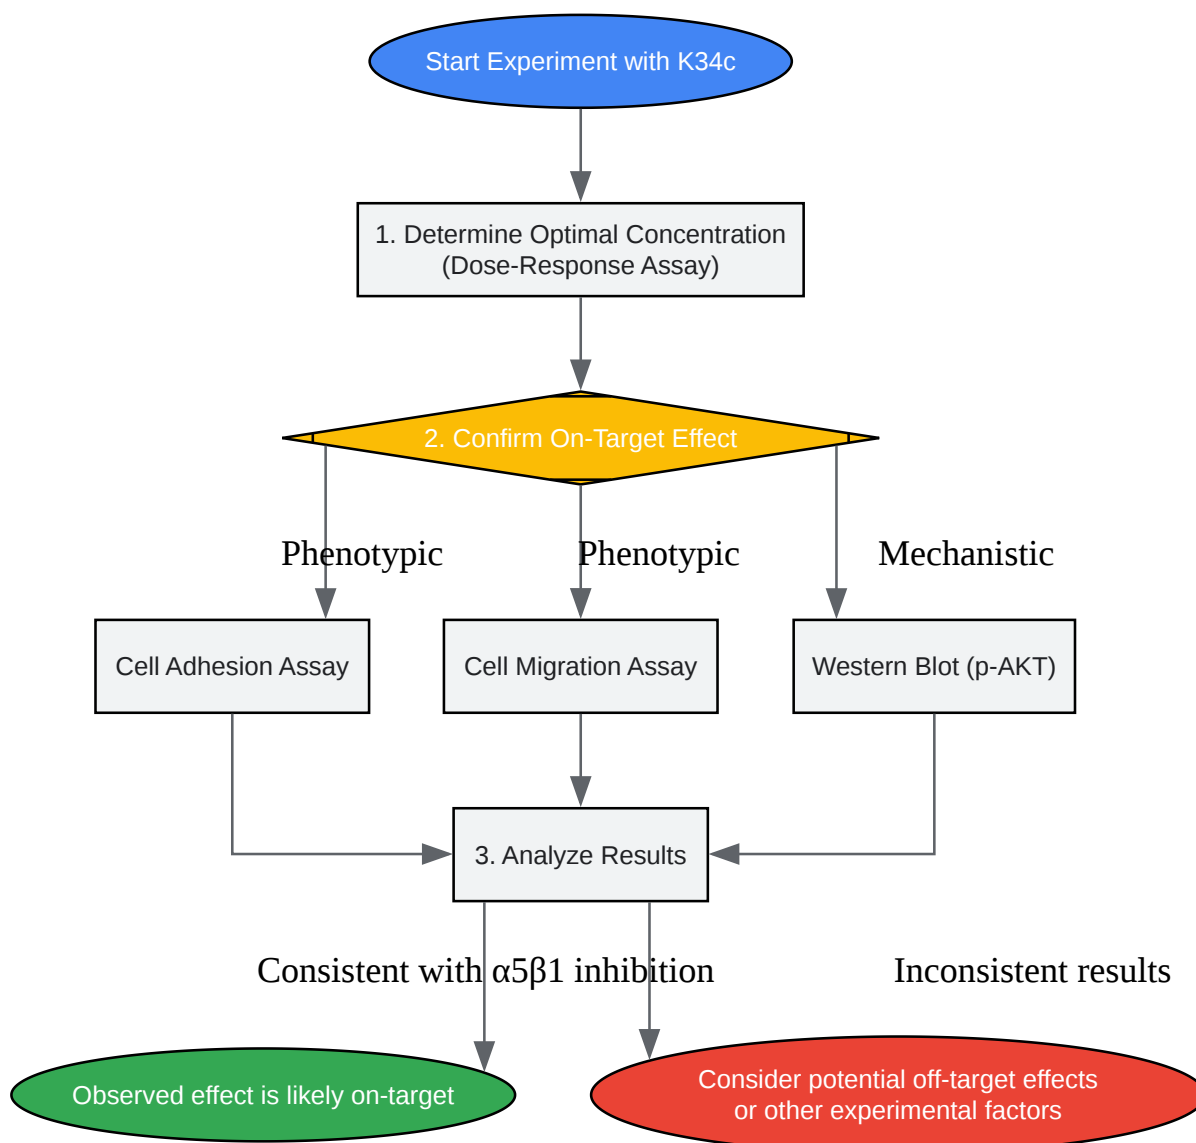 Start Experiment with K34c
1. Determine Optimal Concentration
(Dose-Response Assay)
2. Confirm On-Target Effect
Phenotypic
Phenotypic
Mechanistic
Cell Adhesion Assay
Cell Migration Assay
Western Blot (p-AKT)
3. Analyze Results
Consistent with α5β1 inhibition
Inconsistent results
Observed effect is likely on-target
Consider potential off-target effects
or other experimental factors